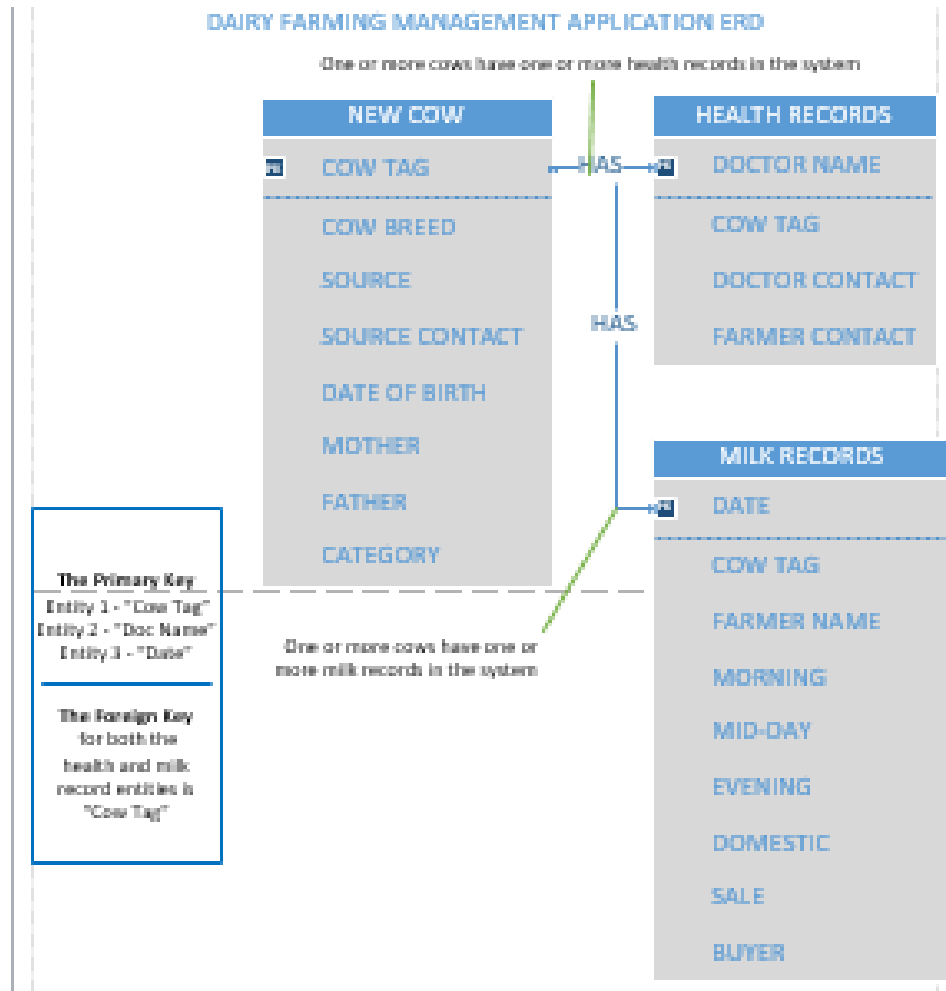 DAIRY FARMING MANAGEMENT APPLICATION ERD
One or more cows have one or more health records in the system
NEW COW
PK COW TAG
COW BREED
SOURCE
SOURCE CONTACT
DATE OF BIRTH
MOTHER
FATHER
CATEGORY
HAS
HAS
HEALTH RECORDS
PK DOCTOR NAME
COW TAG
DOCTOR CONTACT
FARMER CONTACT
MILK RECORDS
PK DATE
COW TAG
FARMER NAME
MORNING
MID-DAY
EVENING
DOMESTIC
SALE
BUYER
The Primary Key
Entity 1 - "Cow Tag"
Entity 2 - "Doc Name"
Entity 3 - "Date"
The Foreign Key
for both the
health and milk
record entities is
"Cow Tag"
One or more cows have one or
more milk records in the system